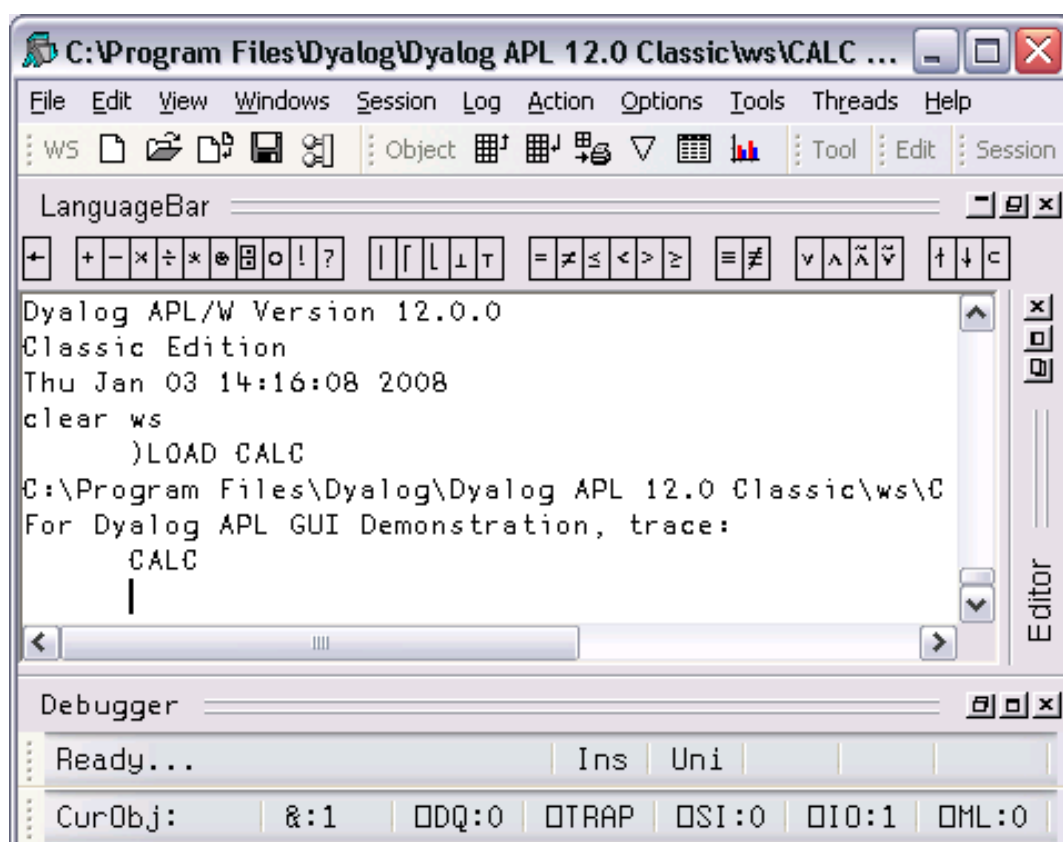 C:\Program Files\Dyalog\Dyalog APL 12.0 Classic\ws\CALC ...
File Edit View Windows Session Log Action Options Tools Threads Help
WS Object Tool Edit Session
LanguageBar
← + - × ÷ * ⍟ ⌹ ○ ! ? | ⌈ ⌊ ⊥ ⊤ = ≠ ≤ < > ≥ ≡ ≢ ∨ ∧ ⍲ ⍱ ↑ ↓ ⊂
Dyalog APL/W Version 12.0.0
Classic Edition
Thu Jan 03 14:16:08 2008
clear ws
)LOAD CALC
C:\Program Files\Dyalog\Dyalog APL 12.0 Classic\ws\C
For Dyalog APL GUI Demonstration, trace:
CALC
Editor
Debugger
Ready... Ins Uni
CurObj: &:1 ⎕DQ:0 ⎕TRAP ⎕SI:0 ⎕IO:1 ⎕ML:0